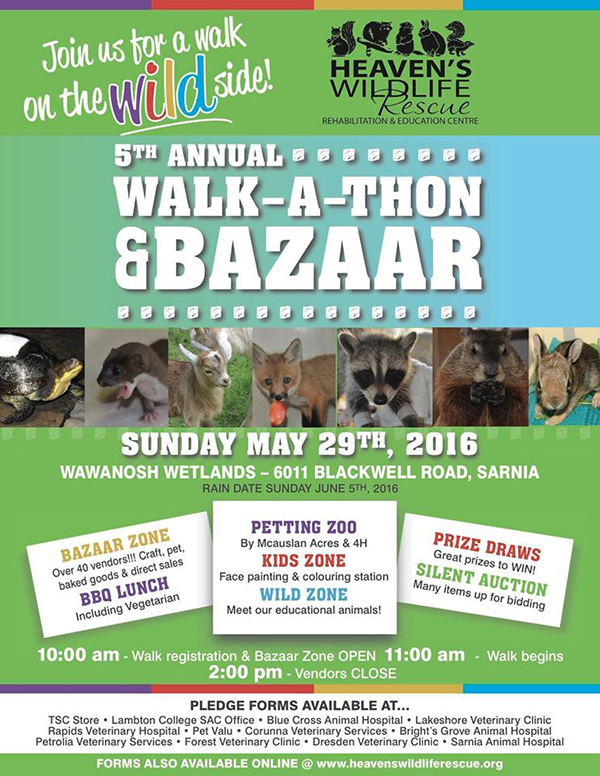 Join us for a walk
on the wild side!
HEAVEN'S
WILDLIFE
Rescue
REHABILITATION & EDUCATION CENTRE
5TH ANNUAL
WALK-A-THON
& BAZAAR
SUNDAY MAY 29TH, 2016
WAWANOSH WETLANDS – 6011 BLACKWELL ROAD, SARNIA
RAIN DATE SUNDAY JUNE 5TH, 2016
BAZAAR ZONE
Over 40 vendors!!! Craft, pet,
baked goods & direct sales
BBQ LUNCH
Including Vegetarian
PETTING ZOO
By Mcauslan Acres & 4H
KIDS ZONE
Face painting & colouring station
WILD ZONE
Meet our educational animals!
PRIZE DRAWS
Great prizes to WIN!
SILENT AUCTION
Many items up for bidding
10:00 am - Walk registration & Bazaar Zone OPEN 11:00 am - Walk begins
2:00 pm - Vendors CLOSE
PLEDGE FORMS AVAILABLE AT...
TSC Store • Lambton College SAC Office • Blue Cross Animal Hospital • Lakeshore Veterinary Clinic
Rapids Veterinary Hospital • Pet Valu • Corunna Veterinary Services • Bright's Grove Animal Hospital
Petrolia Veterinary Services • Forest Veterinary Clinic • Dresden Veterinary Clinic • Sarnia Animal Hospital
FORMS ALSO AVAILABLE ONLINE @ www.heavenswildliferescue.org